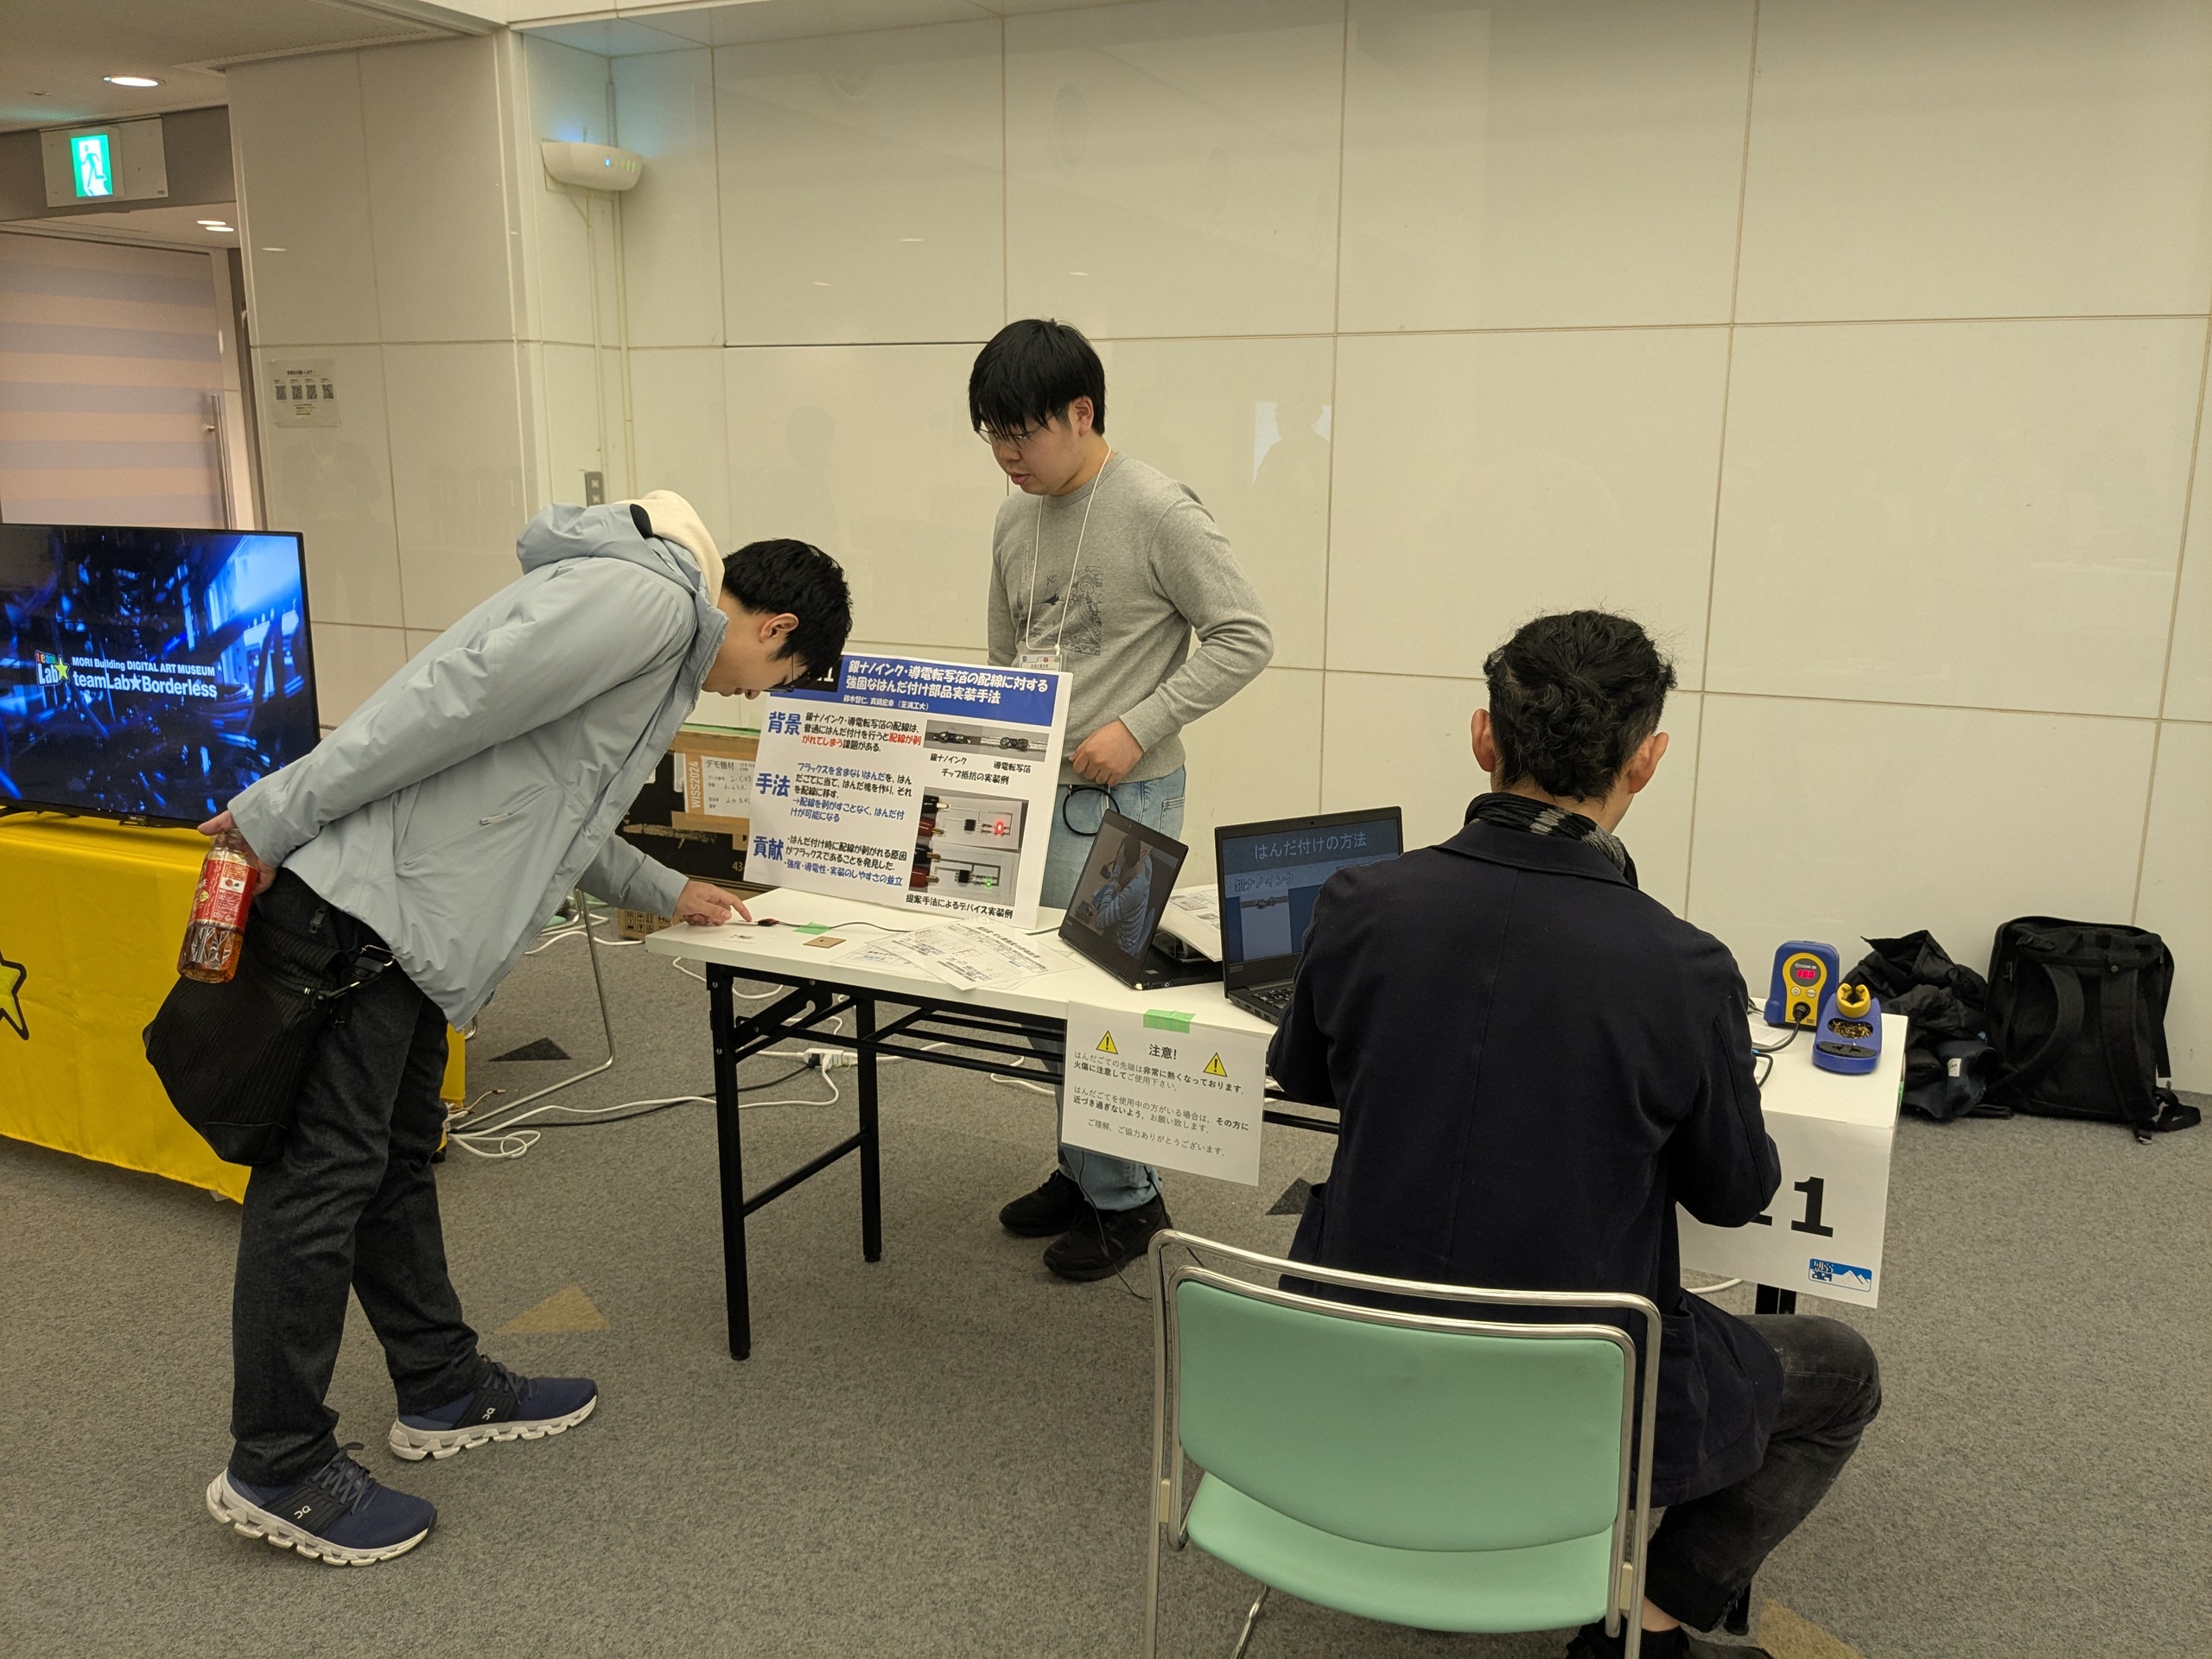 team
Lab★
MORI Building DIGITAL ART MUSEUM
teamLab★Borderless
銀ナノインク・導電転写箔の配線に対する
強固なはんだ付け部品実装手法
（芝浦工大）
背景
銀ナノインク・導電転写箔の配線は、
普通にはんだ付けを行うと配線が剥
がれてしまう課題がある.
銀ナノインク
導電転写箔
チップ抵抗の実装例
手法
フラックスを含まないはんだを、はん
だごてに当て、はんだ塊を作り、それ
を配線に移す.
→配線を剥がすことなく、はんだ付
けが可能になる
貢献
・はんだ付け時に配線が剥がれる原因
がフラックスであることを発見した.
・強度・導電性・実装のしやすさの並立
提案手法によるデバイス実装例
WISS2024
デモ機材
はんだ付けの方法
銀ナノインク
注意!
はんだごての先端は非常に熱くなっております.
火傷に注意してご使用下さい.
はんだごてを使用中の方がいる場合は, その方に
近づき過ぎないよう, お願い致します.
ご理解, ご協力ありがとうございます.
21
WISS